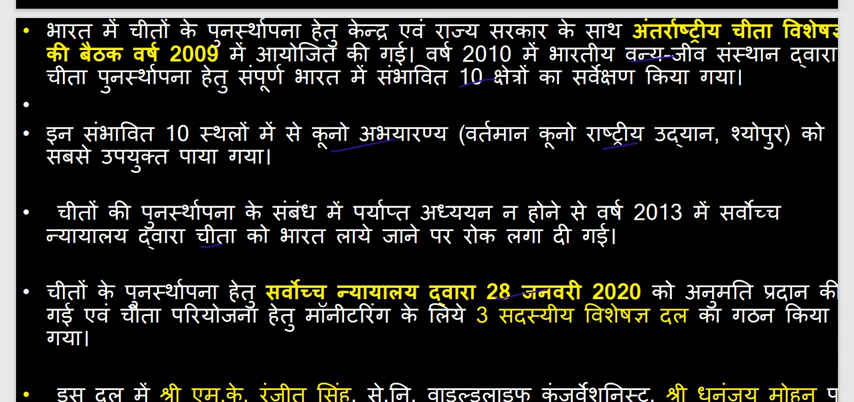 • भारत में चीतों के पुनर्स्थापना हेतु केन्द्र एवं राज्य सरकार के साथ अंतर्राष्ट्रीय चीता
की बैठक वर्ष 2009 में आयोजित की गई। वर्ष 2010 में भारतीय वन्य-जीव संस्थान द्वारा
चीता पुनर्स्थापना हेतु संपूर्ण भारत में संभावित 10 क्षेत्रों का सर्वेक्षण किया गया।
•
• इन संभावित 10 स्थलों में से कूनो अभयारण्य (वर्तमान कूनो राष्ट्रीय उद्यान, श्योपुर) को
सबसे उपयुक्त पाया गया।
• चीतों की पुनर्स्थापना के संबंध में पर्याप्त अध्ययन न होने से वर्ष 2013 में सर्वोच्च
न्यायालय द्वारा चीता को भारत लाये जाने पर रोक लगा दी गई।
• चीतों के पुनर्स्थापना हेतु सर्वोच्च न्यायालय द्वारा 28 जनवरी 2020 को अनुमति प्रदान की
गई एवं चीता परियोजना हेतु मॉनीटरिंग के लिये 3 सदस्यीय विशेषज्ञ दल का गठन किया
गया।
• इस दल में श्री एम.के. रंजीत सिंह, से.नि. वाइल्डलाइफ कंजर्वेशनिस्ट, श्री धनंजय मोहन